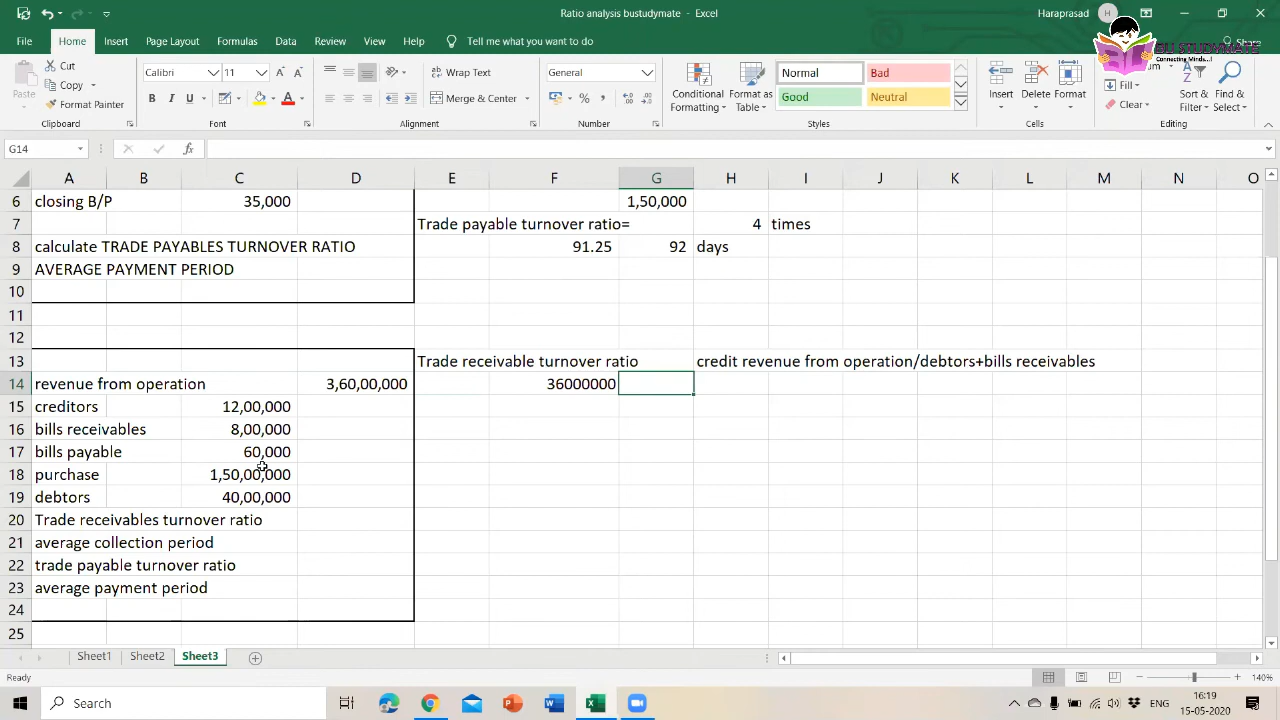 Ratio analysis bustudymate - Excel
Haraprasad H
File Home Insert Page Layout Formulas Data Review View Help Tell me what you want to do
Cut
Copy
Format Painter
Paste
Clipboard
Calibri 11
B I U
Font
Wrap Text
Merge & Center
Alignment
General
Number
Conditional Formatting
Format as Table
Normal Bad
Good Neutral
Styles
Insert Delete Format
Cells
Fill
Clear
Sort & Filter
Find & Select
Editing
Connecting Minds...!
G14 fx
A B C D E F G H I J K L M N O
6 closing B/P 35,000 1,50,000
7 Trade payable turnover ratio= 4 times
8 calculate TRADE PAYABLES TURNOVER RATIO 91.25 92 days
9 AVERAGE PAYMENT PERIOD
10
11
12
13 Trade receivable turnover ratio credit revenue from operation/debtors+bills receivables
14 revenue from operation 3,60,00,000 36000000
15 creditors 12,00,000
16 bills receivables 8,00,000
17 bills payable 60,000
18 purchase 1,50,00,000
19 debtors 40,00,000
20 Trade receivables turnover ratio
21 average collection period
22 trade payable turnover ratio
23 average payment period
24
25
Sheet1 Sheet2 Sheet3
Ready 140%
Search
ENG
16:19
15-05-2020